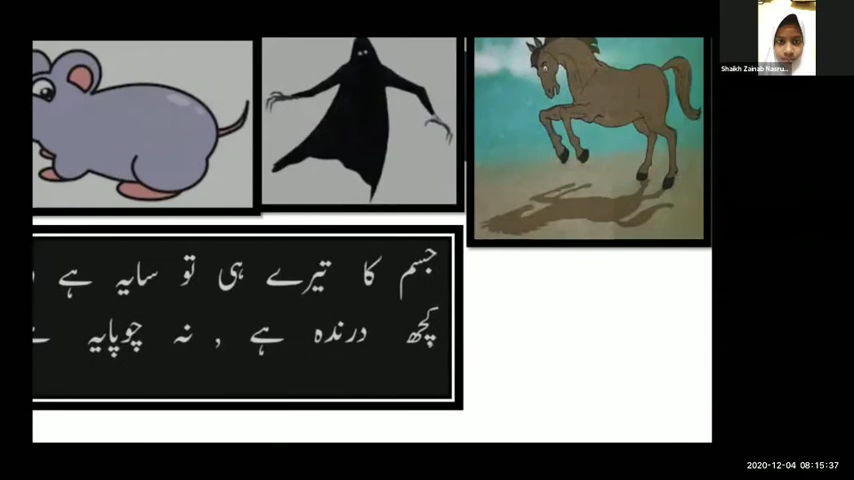 Shaikh Zainab Nasru...
جسم کا تیرے ہی تو سایہ ہے
کچھ درندہ ہے , نہ چوپایہ
2020-12-04 08:15:37